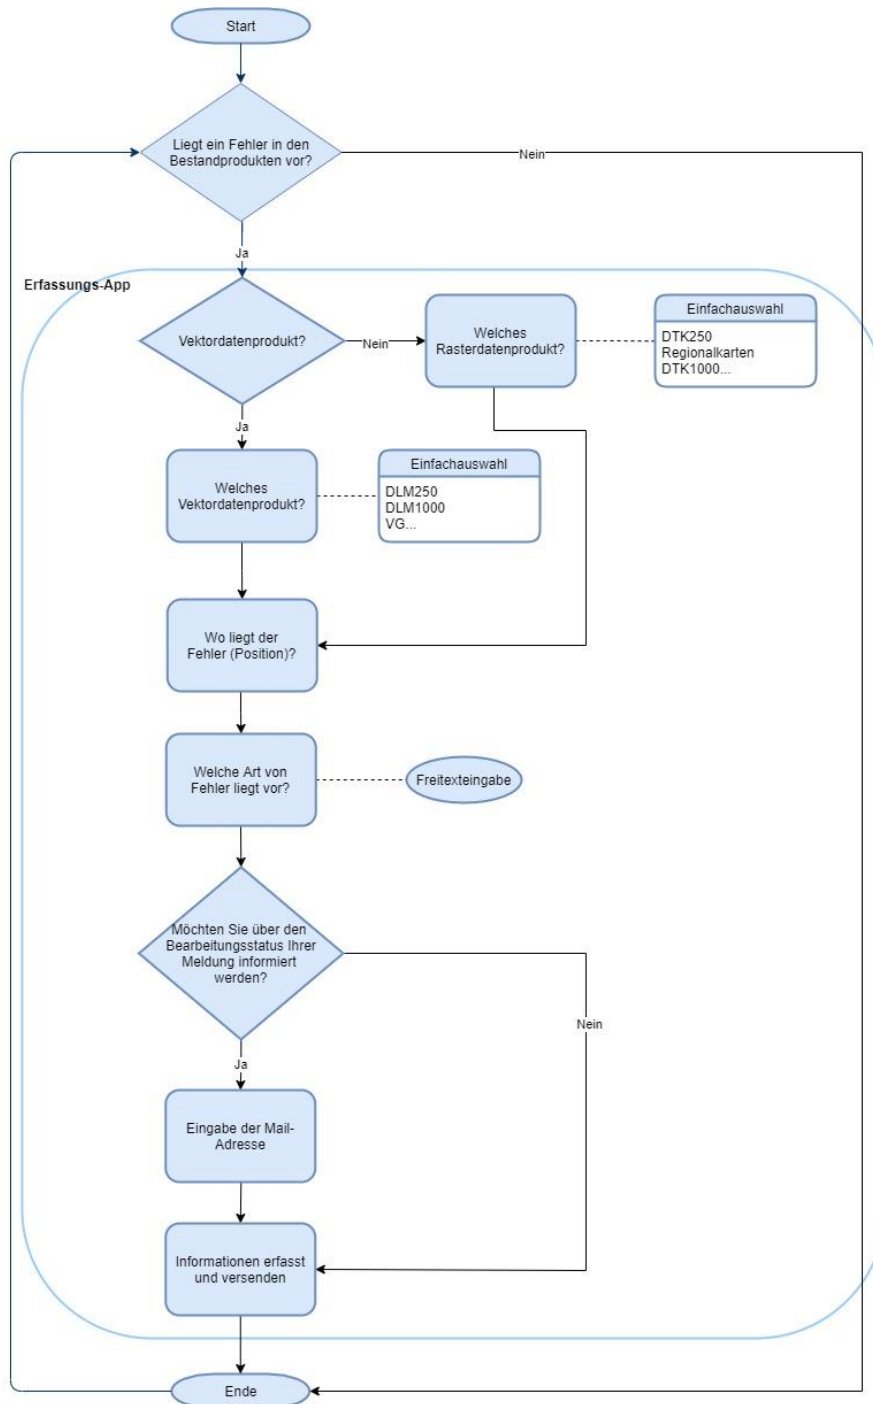 Start
Liegt ein Fehler in den
Bestandprodukten vor?
Nein
Ja
Erfassungs-App
Vektordatenprodukt?
Nein
Welches
Rasterdatenprodukt?
Einfachauswahl
DTK250
Regionalkarten
DTK1000...
Ja
Welches
Vektordatenprodukt?
Einfachauswahl
DLM250
DLM1000
VG...
Wo liegt der
Fehler (Position)?
Welche Art von
Fehler liegt vor?
Freitexteingabe
Möchten Sie über den
Bearbeitungsstatus Ihrer
Meldung informiert
werden?
Nein
Ja
Eingabe der Mail-
Adresse
Informationen erfasst
und versenden
Ende